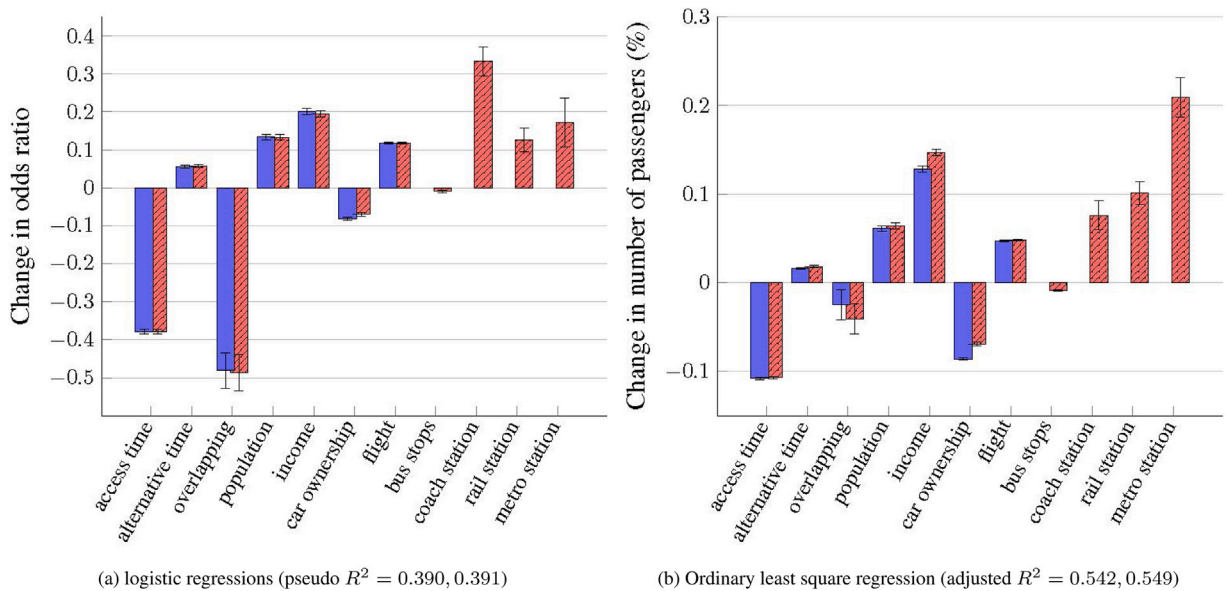 Change in odds ratio
0.4
0.3
0.2
0.1
0
−0.1
−0.2
−0.3
−0.4
−0.5
access time
alternative time
overlapping
population
income
car ownership
flight
bus stops
coach station
rail station
metro station
(a) logistic regressions (pseudo R² = 0.390, 0.391)
Change in number of passengers (%)
0.3
0.2
0.1
0
−0.1
access time
alternative time
overlapping
population
income
car ownership
flight
bus stops
coach station
rail station
metro station
(b) Ordinary least square regression (adjusted R² = 0.542, 0.549)